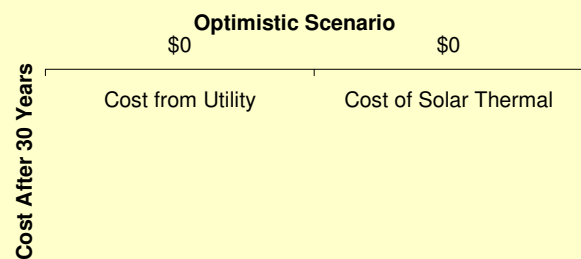 Optimistic Scenario
$0 $0
Cost from Utility Cost of Solar Thermal
Cost After 30 Years